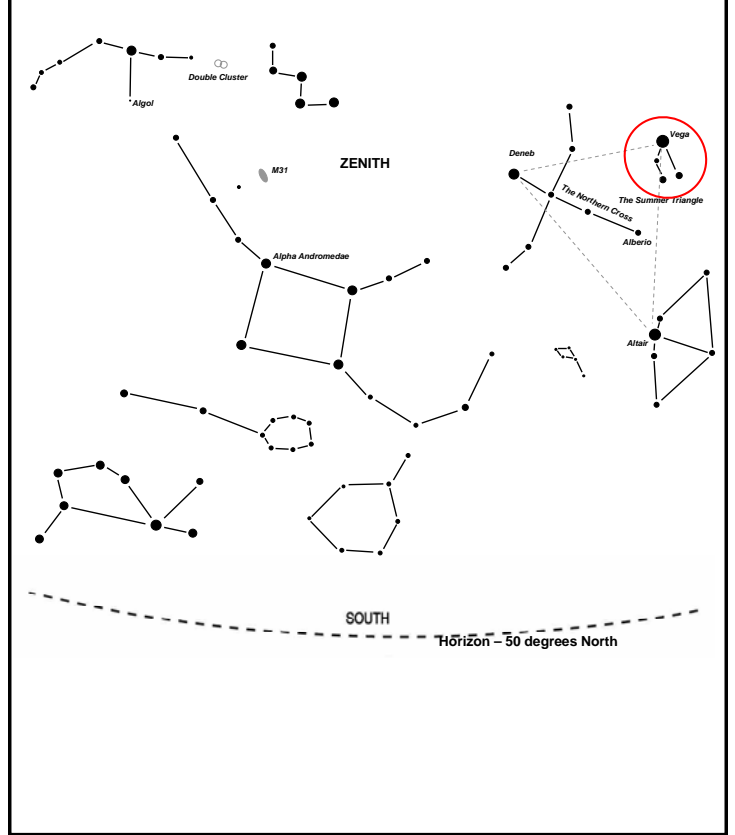 Double Cluster
Algol
Vega
Deneb
ZENITH
M31
The Northern Cross
The Summer Triangle
Alberio
Alpha Andromedae
Altair
SOUTH
Horizon – 50 degrees North